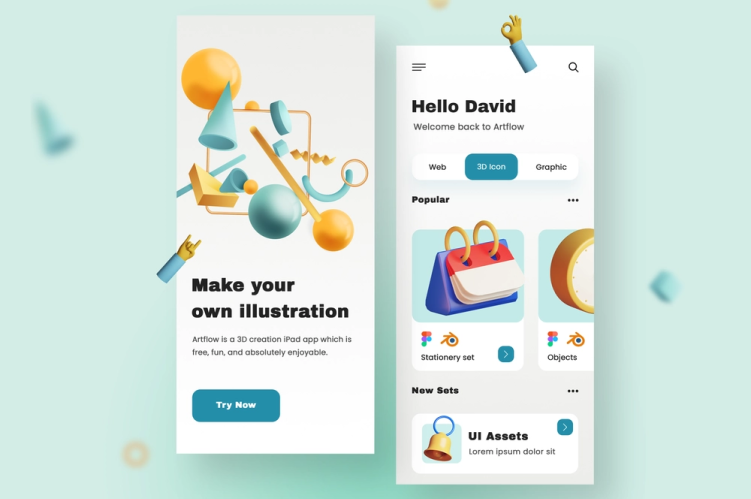 Make your
own illustration
Artflow is a 3D creation iPad app which is
free, fun, and absolutely enjoyable.
Try Now
Hello David
Welcome back to Artflow
Web 3D Icon Graphic
Popular
Stationery set
Objects
New Sets
UI Assets
Lorem ipsum dolor sit